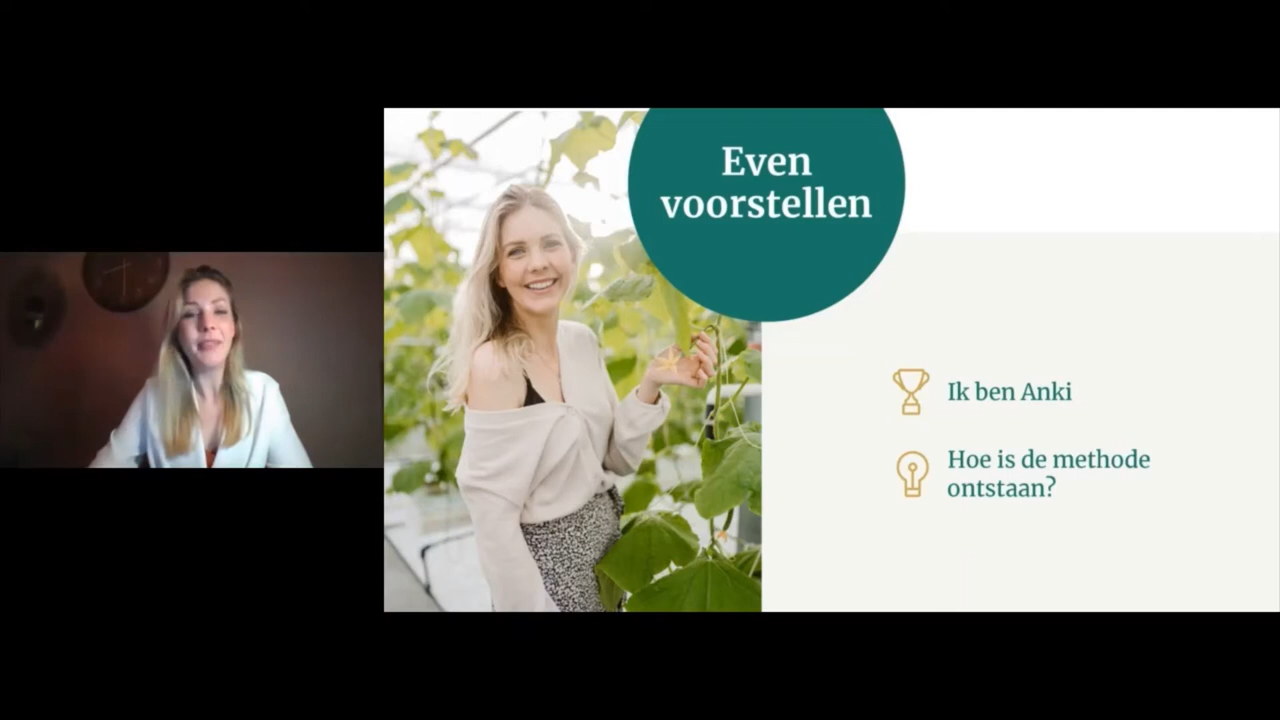 Even
voorstellen
Ik ben Anki
Hoe is de methode
ontstaan?